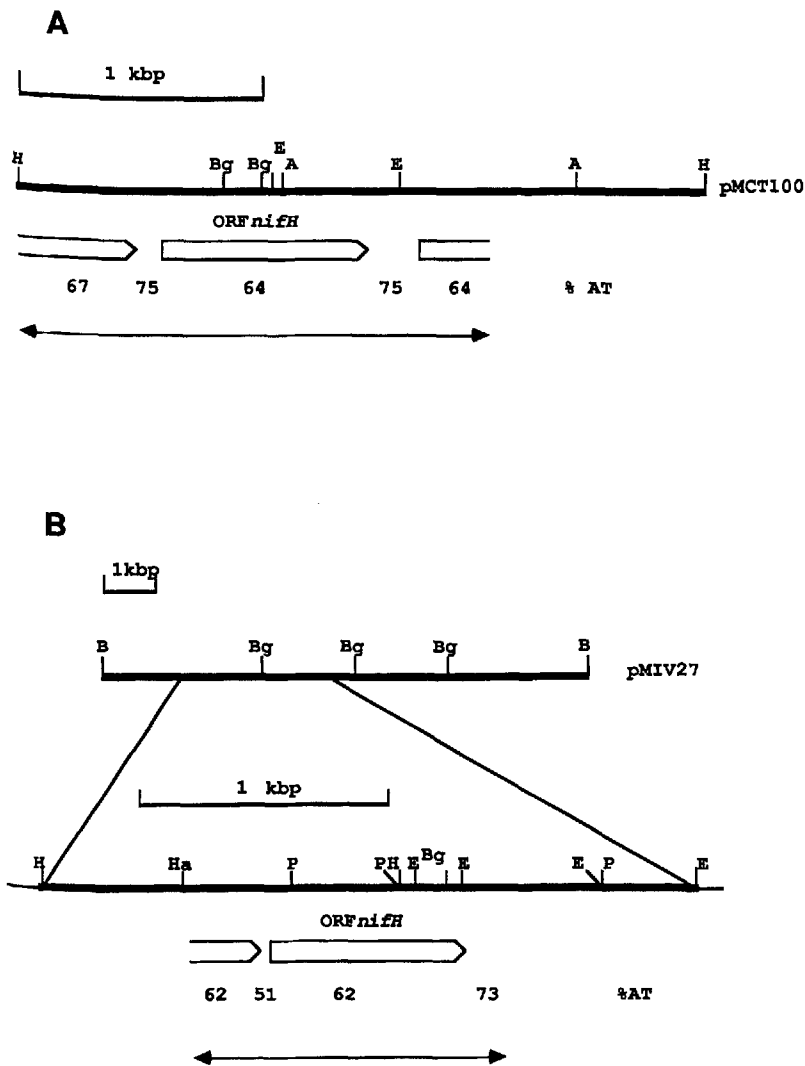 A
1 kbp
E
H Bg Bg A E A H
pMCT100
ORFnifH
67 75 64 75 64 % AT
B
1kbp
B Bg Bg Bg B
pMIV27
1 kbp
H Ha P PH E Bg E E P E
ORFnifH
62 51 62 73 %AT